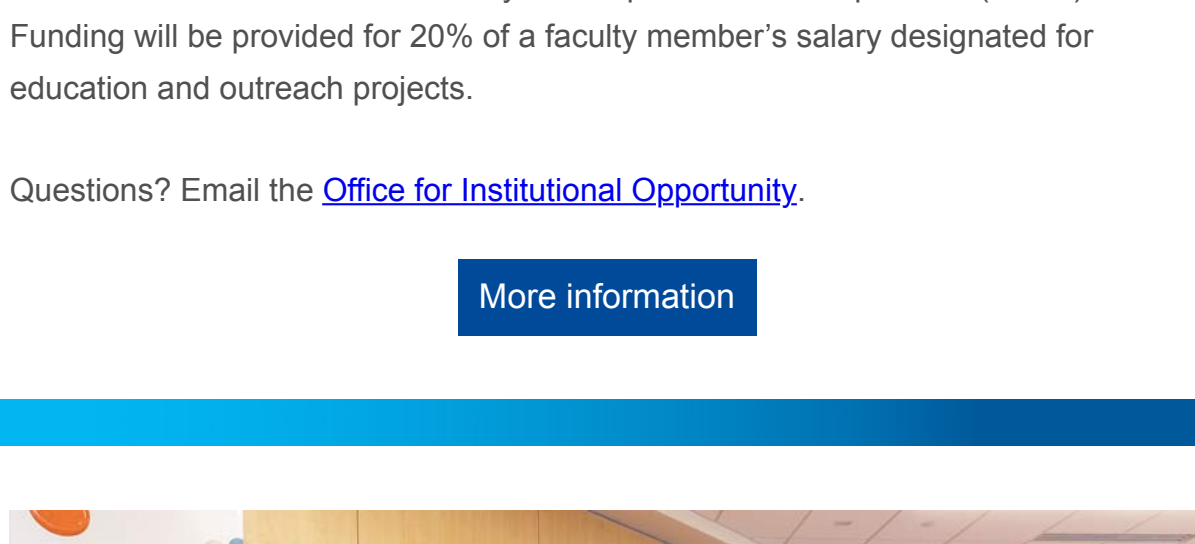 Funding will be provided for 20% of a faculty member’s salary designated for
education and outreach projects.
Questions? Email the Office for Institutional Opportunity.
More information